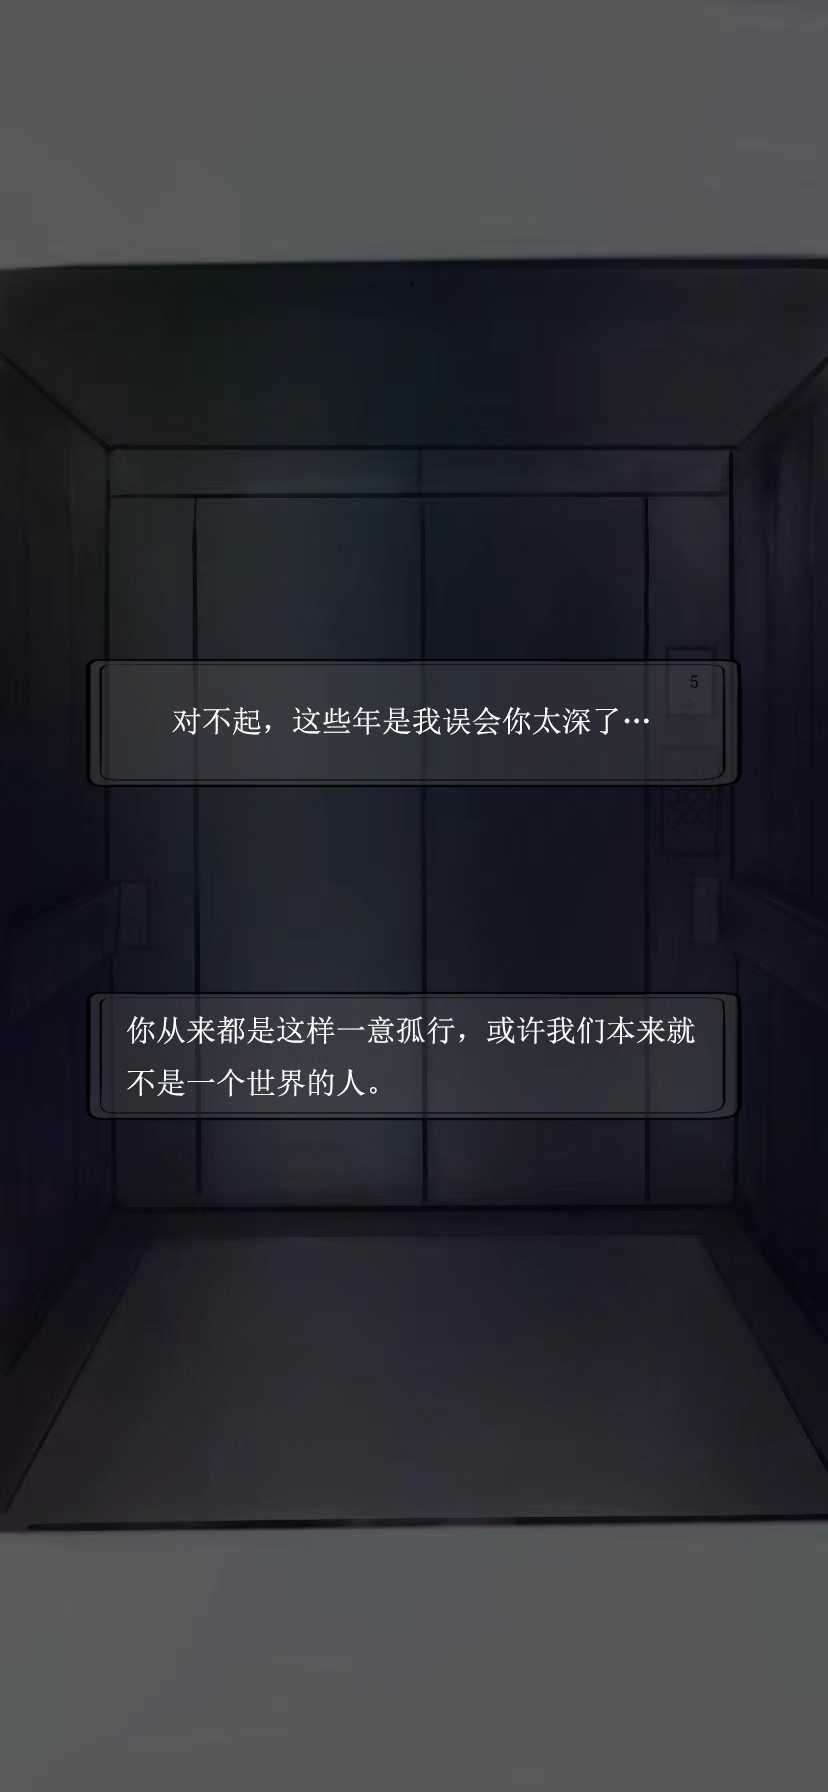 5
对不起，这些年是我误会你太深了…
你从来都是这样一意孤行，或许我们本来就
不是一个世界的人。